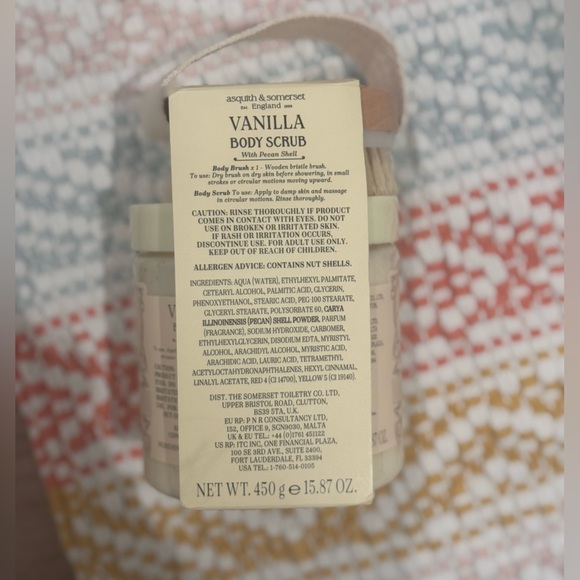 asquith & somerset
Est. England 1898
VANILLA
BODY SCRUB
With Pecan Shell
Body Brush x 1 - Wooden bristle brush.
To use: Dry brush on dry skin before showering, in small
strokes or circular motions moving upward.
Body Scrub To use: Apply to damp skin and massage
in circular motions. Rinse thoroughly.
CAUTION: RINSE THOROUGHLY IF PRODUCT
COMES IN CONTACT WITH EYES. DO NOT
USE ON BROKEN OR IRRITATED SKIN.
IF RASH OR IRRITATION OCCURS,
DISCONTINUE USE. FOR ADULT USE ONLY.
KEEP OUT OF REACH OF CHILDREN.
ALLERGEN ADVICE: CONTAINS NUT SHELLS.
INGREDIENTS: AQUA (WATER), ETHYLHEXYL PALMITATE,
CETEARYL ALCOHOL, PALMITIC ACID, GLYCERIN,
PHENOXYETHANOL, STEARIC ACID, PEG-100 STEARATE,
GLYCERYL STEARATE, POLYSORBATE 60, CARYA
ILLINOINENSIS (PECAN) SHELL POWDER, PARFUM
(FRAGRANCE), SODIUM HYDROXIDE, CARBOMER,
ETHYLHEXYLGLYCERIN, DISODIUM EDTA, MYRISTYL
ALCOHOL, ARACHIDYL ALCOHOL, MYRISTIC ACID,
ARACHIDIC ACID, LAURIC ACID, TETRAMETHYL
ACETYLOCTAHYDRONAPHTHALENES, HEXYL CINNAMAL,
LINALYL ACETATE, RED 4 (CI 14700), YELLOW 5 (CI 19140).
DIST. THE SOMERSET TOILETRY CO. LTD,
UPPER BRISTOL ROAD, CLUTTON,
BS39 5TA, U.K.
EU RP: P N R CONSULTANCY LTD,
152, OFFICE 9, SCN9030, MALTA
UK & EU TEL.: +44 (0)1761 451122
US RP: ITC INC, ONE FINANCIAL PLAZA,
100 SE 3RD AVE., SUITE 2400,
FORT LAUDERDALE, FL 33394
USA TEL.: 1-760-514-0105
NET WT. 450 g ℮ 15.87 OZ.